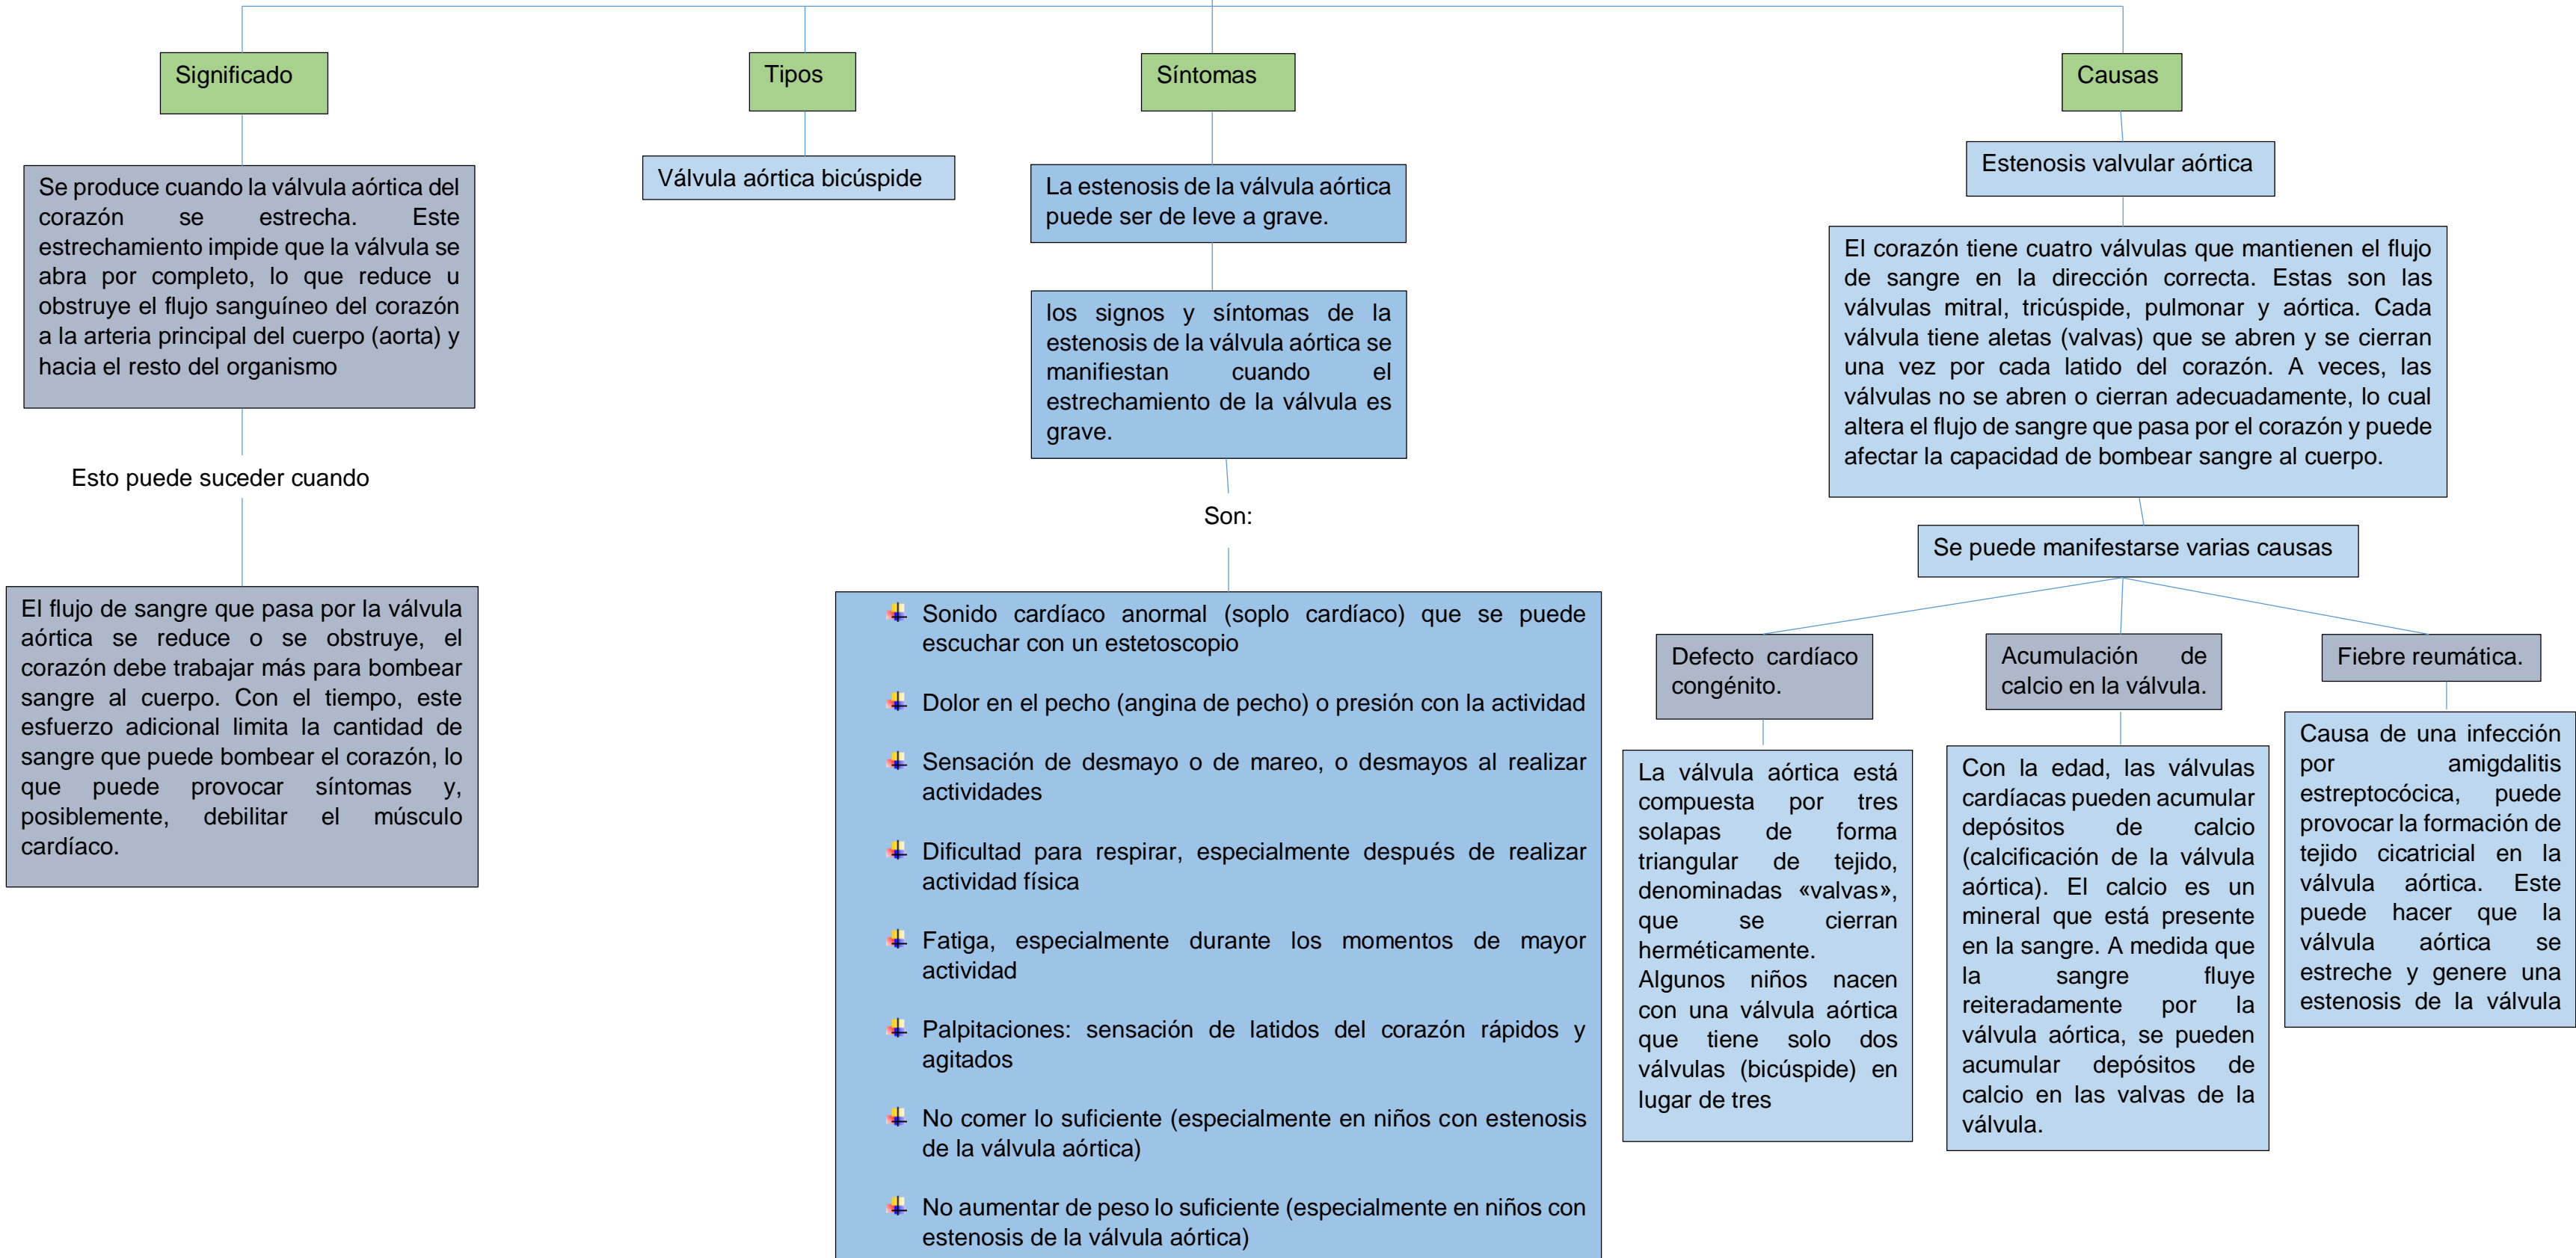 Significado
Tipos
Síntomas
Causas
Se produce cuando la válvula aórtica del
corazón se estrecha. Este
estrechamiento impide que la válvula se
abra por completo, lo que reduce u
obstruye el flujo sanguíneo del corazón
a la arteria principal del cuerpo (aorta) y
hacia el resto del organismo
Esto puede suceder cuando
El flujo de sangre que pasa por la válvula
aórtica se reduce o se obstruye, el
corazón debe trabajar más para bombear
sangre al cuerpo. Con el tiempo, este
esfuerzo adicional limita la cantidad de
sangre que puede bombear el corazón, lo
que puede provocar síntomas y,
posiblemente, debilitar el músculo
cardíaco.
Válvula aórtica bicúspide
La estenosis de la válvula aórtica
puede ser de leve a grave.
los signos y síntomas de la
estenosis de la válvula aórtica se
manifiestan cuando el
estrechamiento de la válvula es
grave.
Son:
Sonido cardíaco anormal (soplo cardíaco) que se puede
escuchar con un estetoscopio
Dolor en el pecho (angina de pecho) o presión con la actividad
Sensación de desmayo o de mareo, o desmayos al realizar
actividades
Dificultad para respirar, especialmente después de realizar
actividad física
Fatiga, especialmente durante los momentos de mayor
actividad
Palpitaciones: sensación de latidos del corazón rápidos y
agitados
No comer lo suficiente (especialmente en niños con estenosis
de la válvula aórtica)
No aumentar de peso lo suficiente (especialmente en niños con
estenosis de la válvula aórtica)
Estenosis valvular aórtica
El corazón tiene cuatro válvulas que mantienen el flujo
de sangre en la dirección correcta. Estas son las
válvulas mitral, tricúspide, pulmonar y aórtica. Cada
válvula tiene aletas (valvas) que se abren y se cierran
una vez por cada latido del corazón. A veces, las
válvulas no se abren o cierran adecuadamente, lo cual
altera el flujo de sangre que pasa por el corazón y puede
afectar la capacidad de bombear sangre al cuerpo.
Se puede manifestarse varias causas
Defecto cardíaco
congénito.
La válvula aórtica está
compuesta por tres
solapas de forma
triangular de tejido,
denominadas «valvas»,
que se cierran
herméticamente.
Algunos niños nacen
con una válvula aórtica
que tiene solo dos
válvulas (bicúspide) en
lugar de tres
Acumulación de
calcio en la válvula.
Con la edad, las válvulas
cardíacas pueden acumular
depósitos de calcio
(calcificación de la válvula
aórtica). El calcio es un
mineral que está presente
en la sangre. A medida que
la sangre fluye
reiteradamente por la
válvula aórtica, se pueden
acumular depósitos de
calcio en las valvas de la
válvula.
Fiebre reumática.
Causa de una infección
por amigdalitis
estreptocócica, puede
provocar la formación de
tejido cicatricial en la
válvula aórtica. Este
puede hacer que la
válvula aórtica se
estreche y genere una
estenosis de la válvula